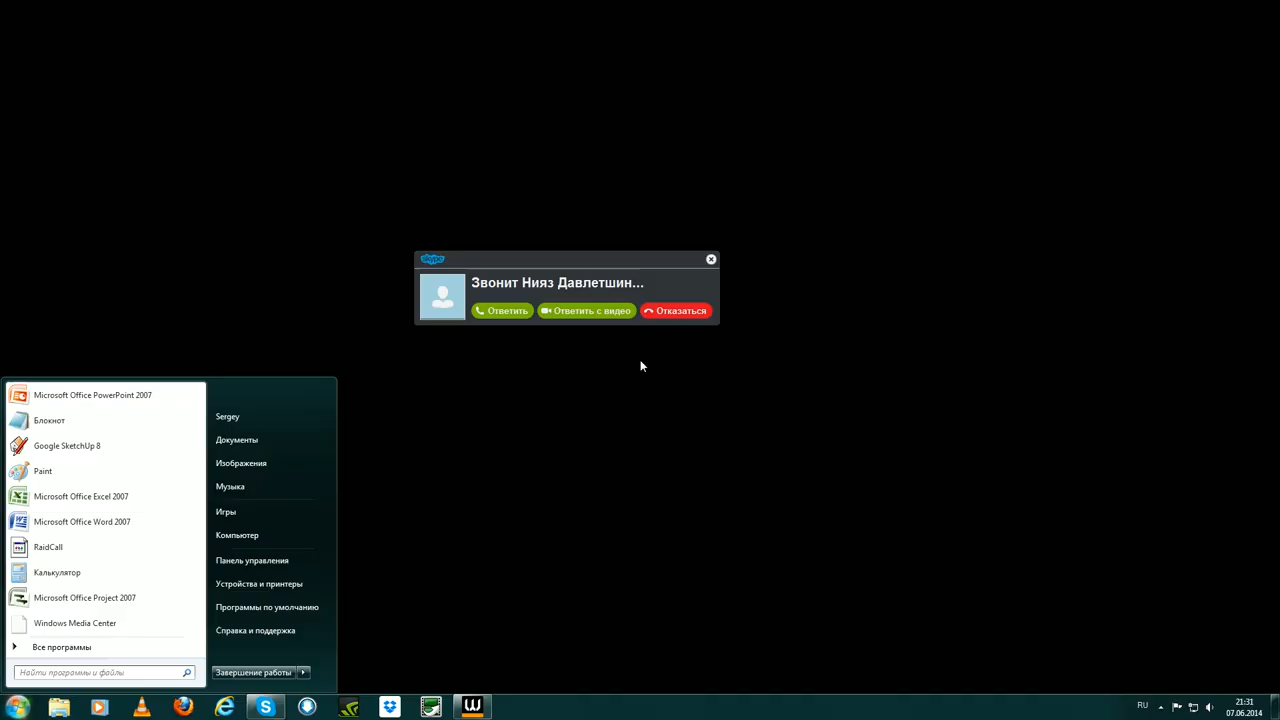 skype
Звонит Нияз Давлетшин...
Ответить
Ответить с видео
Отказаться
Microsoft Office PowerPoint 2007
Блокнот
Google SketchUp 8
Paint
Microsoft Office Excel 2007
Microsoft Office Word 2007
RaidCall
Калькулятор
Microsoft Office Project 2007
Windows Media Center
Все программы
Найти программы и файлы
Sergey
Документы
Изображения
Музыка
Игры
Компьютер
Панель управления
Устройства и принтеры
Программы по умолчанию
Справка и поддержка
Завершение работы
RU
21:31
07.06.2014